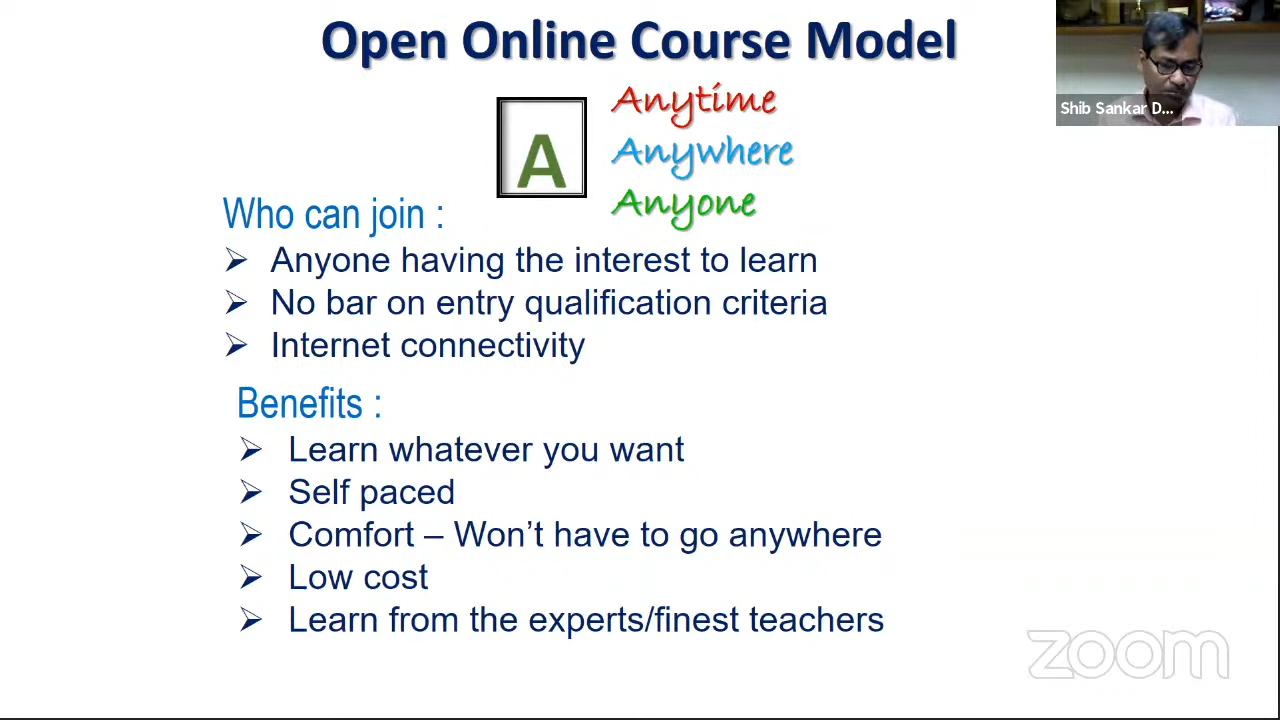 Open Online Course Model
A
Anytime
Anywhere
Anyone
Shib Sankar D...
Who can join :
➢ Anyone having the interest to learn
➢ No bar on entry qualification criteria
➢ Internet connectivity
Benefits :
➢ Learn whatever you want
➢ Self paced
➢ Comfort – Won’t have to go anywhere
➢ Low cost
➢ Learn from the experts/finest teachers
zoom